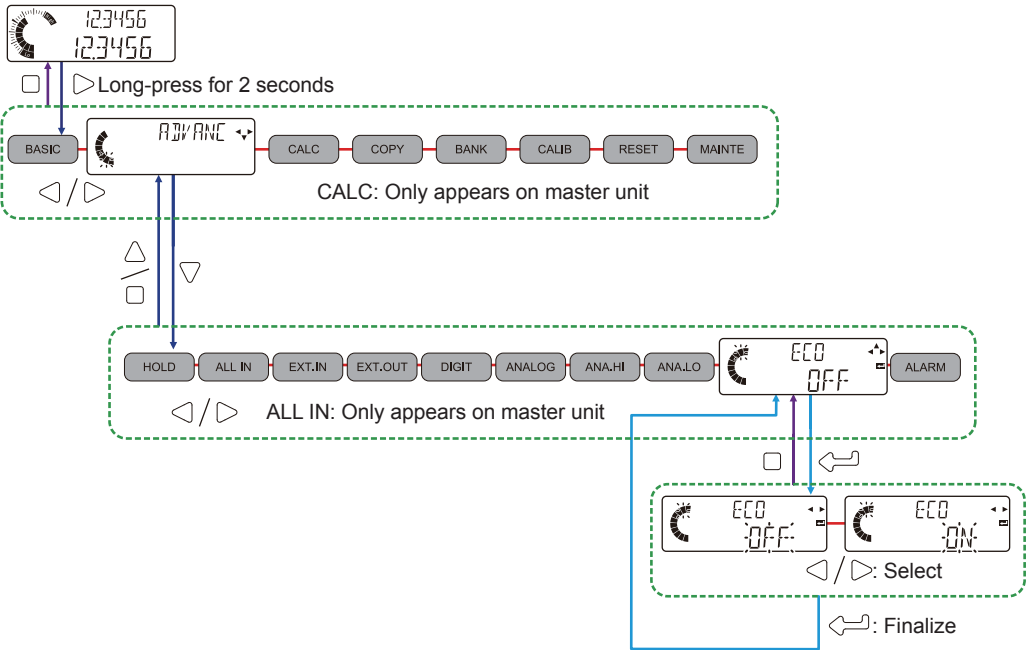 12.3456
12.3456
Long-press for 2 seconds
BASIC ADVANC CALC COPY BANK CALIB RESET MAINTE
CALC: Only appears on master unit
HOLD ALL IN EXT.IN EXT.OUT DIGIT ANALOG ANA.HI ANA.LO ECO OFF ALARM
ALL IN: Only appears on master unit
ECO ECO
OFF ON
: Select
: Finalize